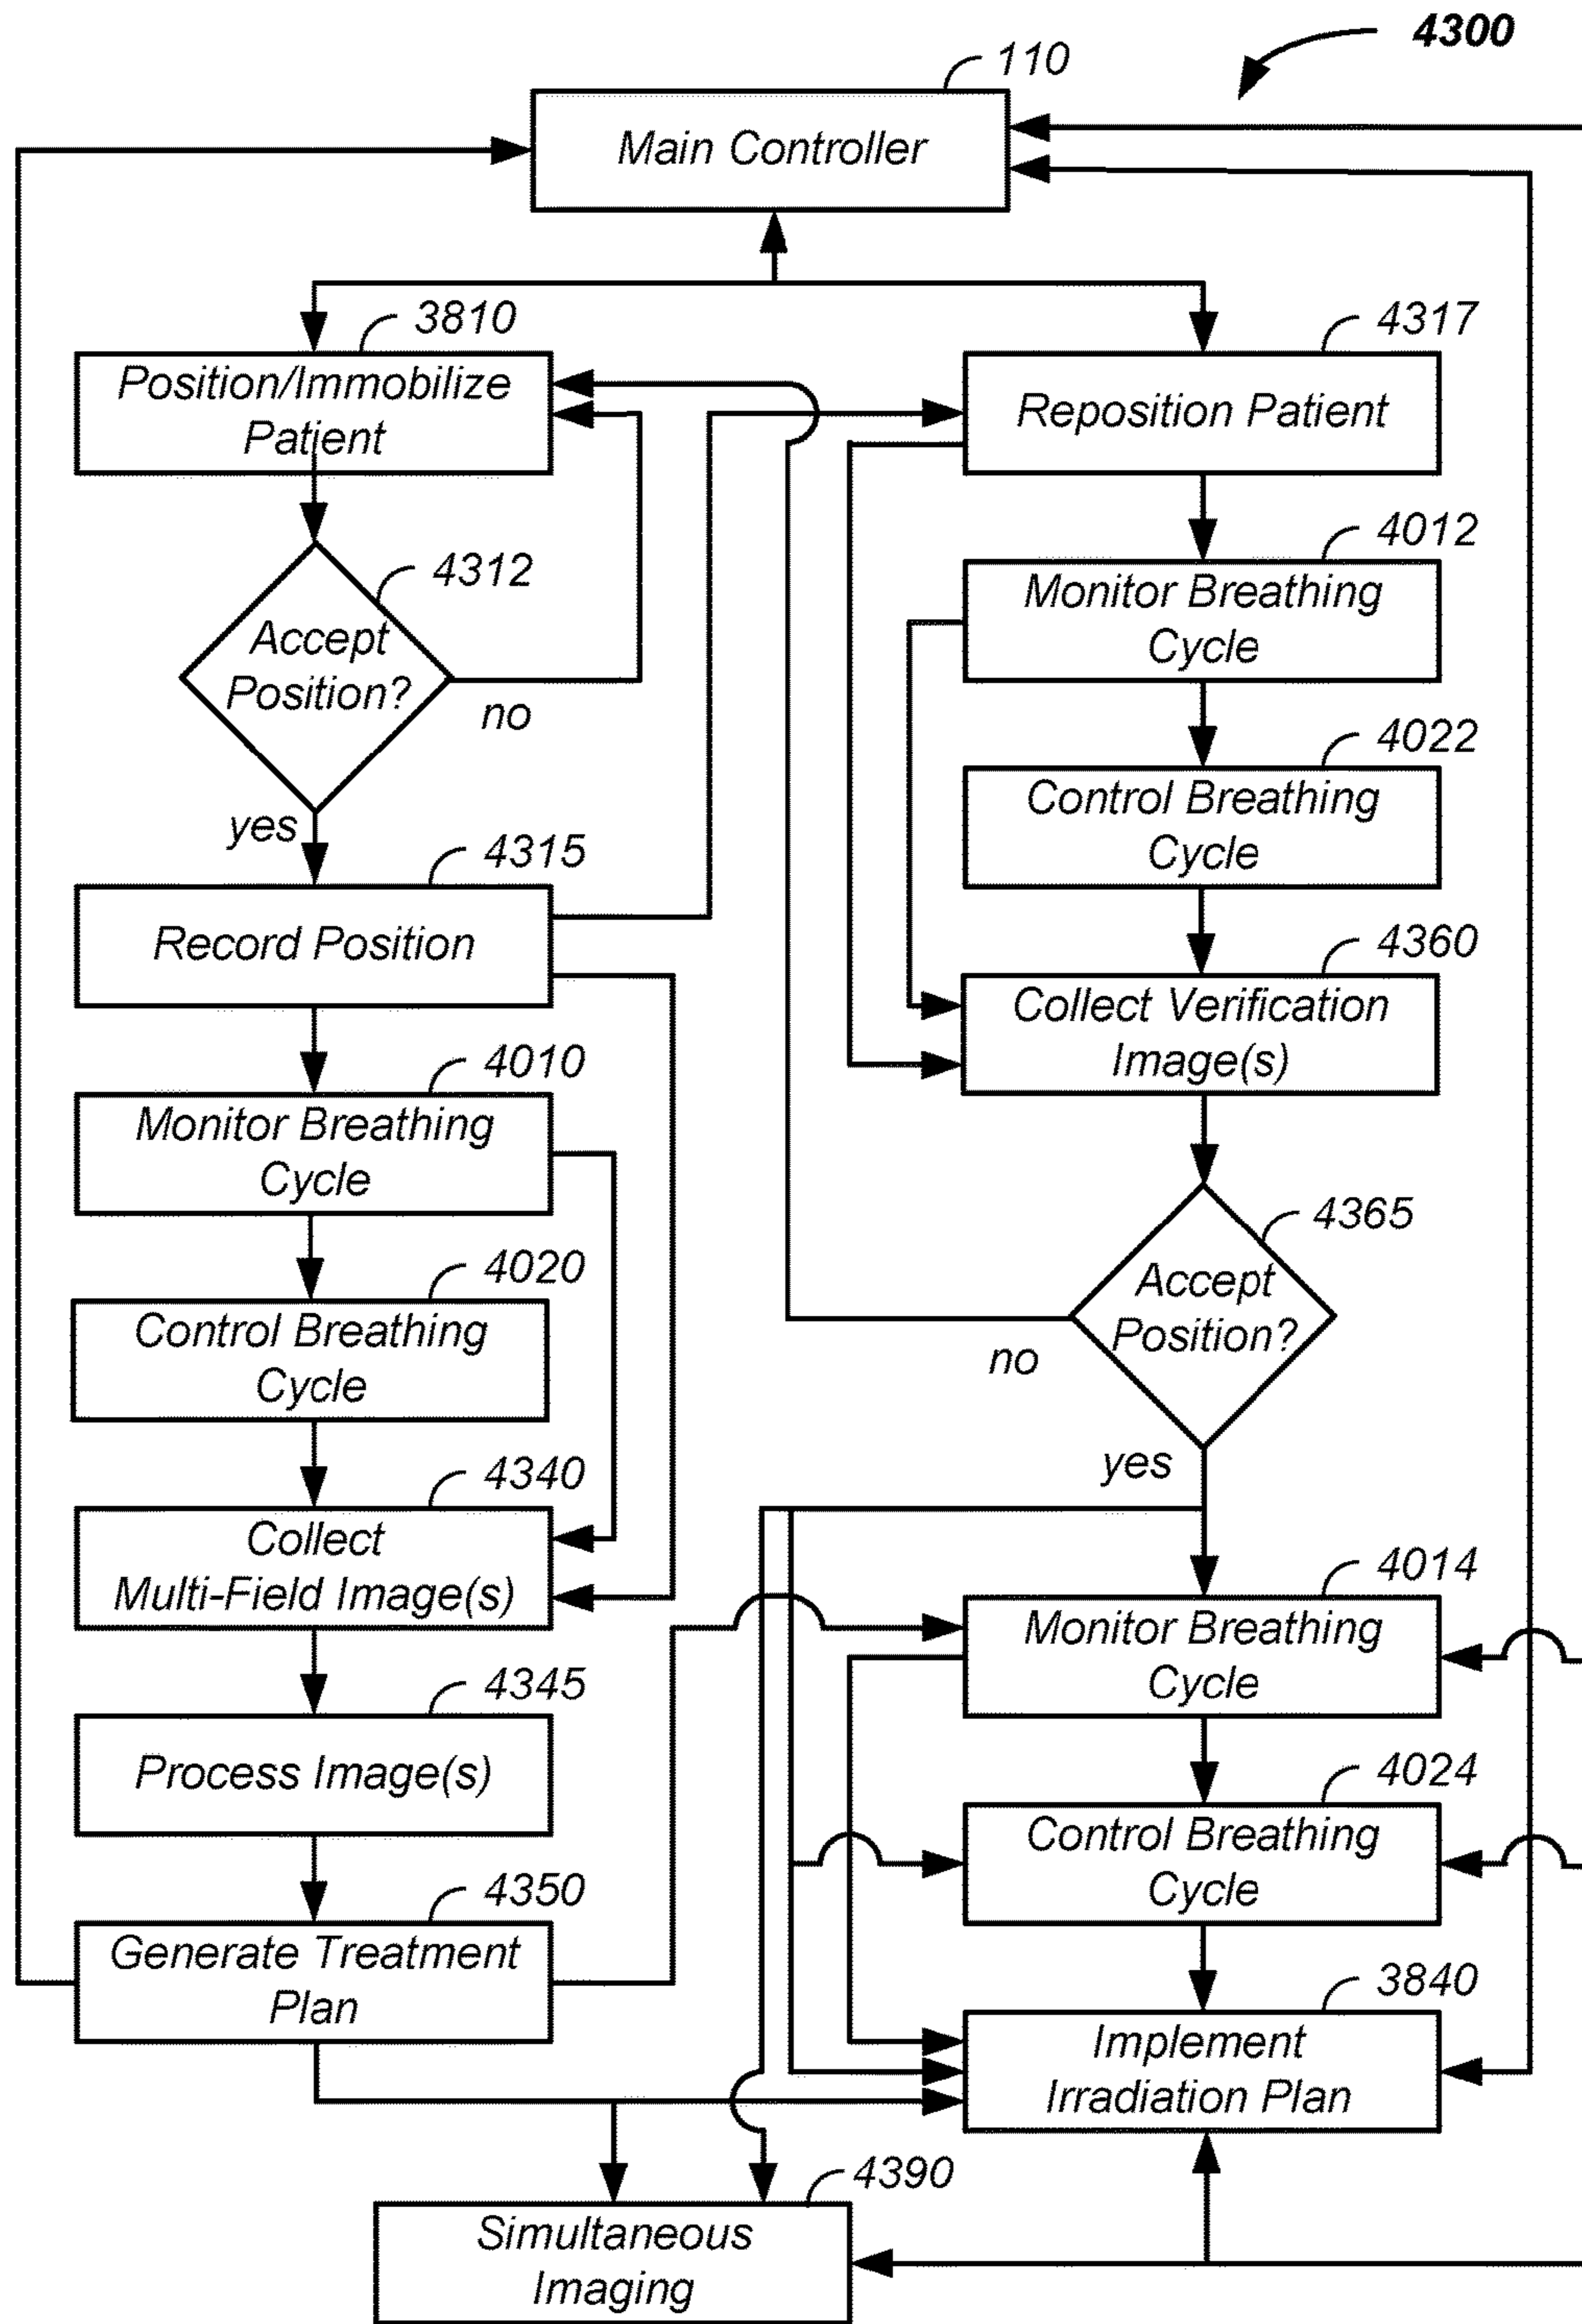 4300
110
Main Controller
3810
Position/Immobilize
Patient
4312
Accept
Position?
no
yes
4315
Record Position
4010
Monitor Breathing
Cycle
4020
Control Breathing
Cycle
4340
Collect
Multi-Field Image(s)
4345
Process Image(s)
4350
Generate Treatment
Plan
4317
Reposition Patient
4012
Monitor Breathing
Cycle
4022
Control Breathing
Cycle
4360
Collect Verification
Image(s)
4365
Accept
Position?
no
yes
4014
Monitor Breathing
Cycle
4024
Control Breathing
Cycle
3840
Implement
Irradiation Plan
4390
Simultaneous
Imaging